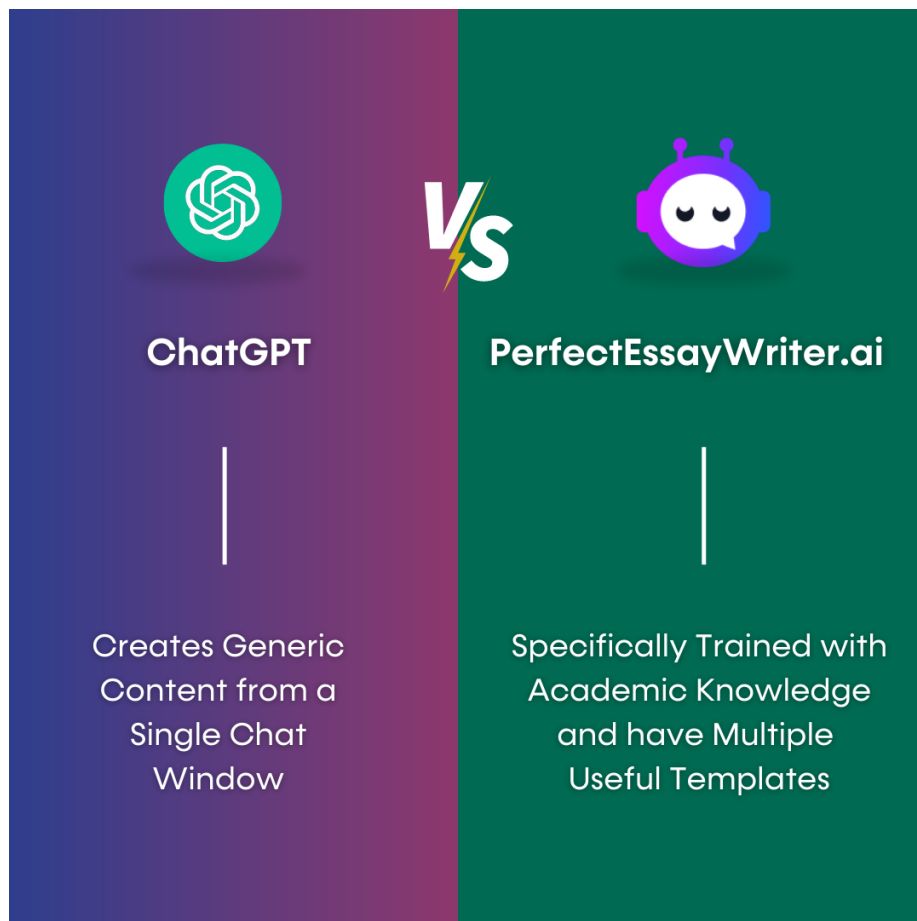 VS
ChatGPT
PerfectEssayWriter.ai
Creates Generic
Content from a
Single Chat
Window
Specifically Trained with
Academic Knowledge
and have Multiple
Useful Templates